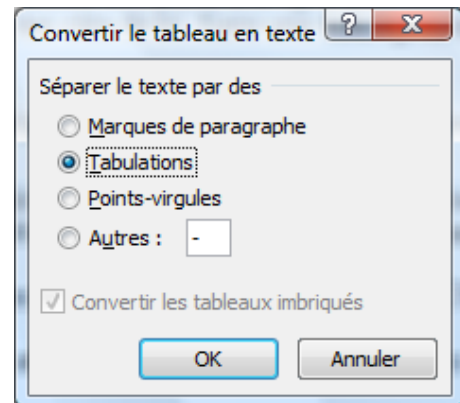 Convertir le tableau en texte ? X
Séparer le texte par des
Marques de paragraphe
Tabulations
Points-virgules
Autres : -
Convertir les tableaux imbriqués
OK Annuler